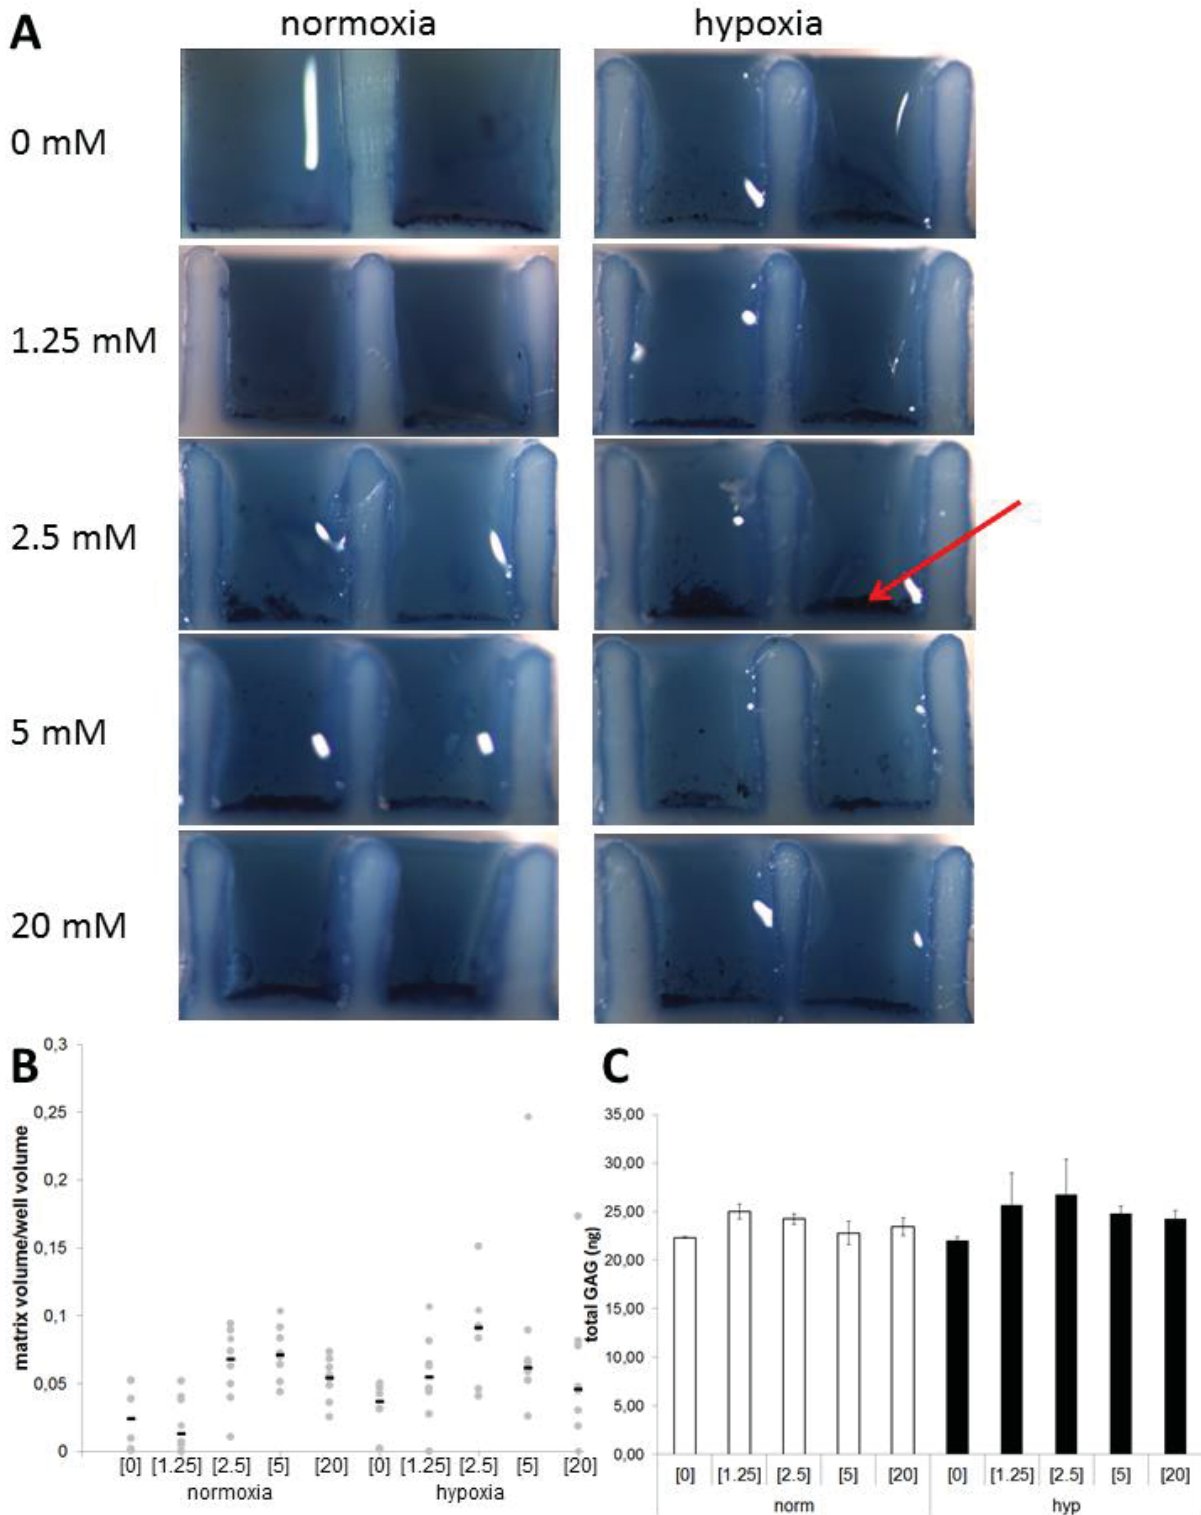 A
normoxia
hypoxia
0 mM
1.25 mM
2.5 mM
5 mM
20 mM
B
matrix volume/well volume
0,3
0,25
0,2
0,15
0,1
0,05
0
[0] [1.25] [2.5] [5] [20] [0] [1.25] [2.5] [5] [20]
normoxia hypoxia
C
total GAG (ng)
35,00
30,00
25,00
20,00
15,00
10,00
5,00
0,00
[0] [1.25] [2.5] [5] [20] [0] [1.25] [2.5] [5] [20]
norm hyp